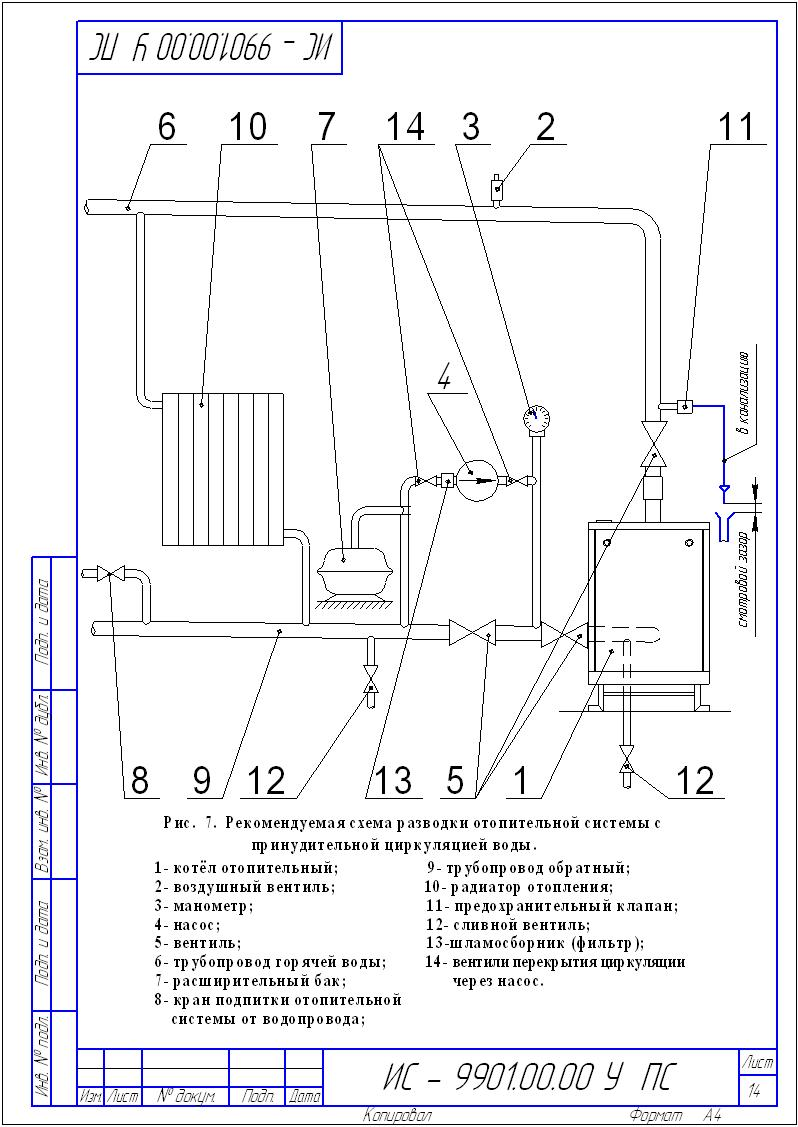 ИС - 9901.00.00 У ПС
6 10 7 14 3 2 11
4
в канализацию
смотровой зазор
8 9 12 13 5 1 12
Рис. 7. Рекомендуемая схема разводки отопительной системы с
принудительной циркуляцией воды.
1- котёл отопительный;
2- воздушный вентиль;
3- манометр;
4- насос;
5- вентиль;
6- трубопровод горячей воды;
7- расширительный бак;
8- кран подпитки отопительной
системы от водопровода;
9- трубопровод обратный;
10- радиатор отопления;
11- предохранительный клапан;
12- сливной вентиль;
13-шламосборник (фильтр);
14- вентили перекрытия циркуляции
через насос.
Подп. и дата
Инв. № дубл.
Взам. инв. №
Подп. и дата
Инв. № подл.
Изм. Лист № докум. Подп. Дата
ИС - 9901.00.00 У ПС
Лист
14
Копировал Формат А4